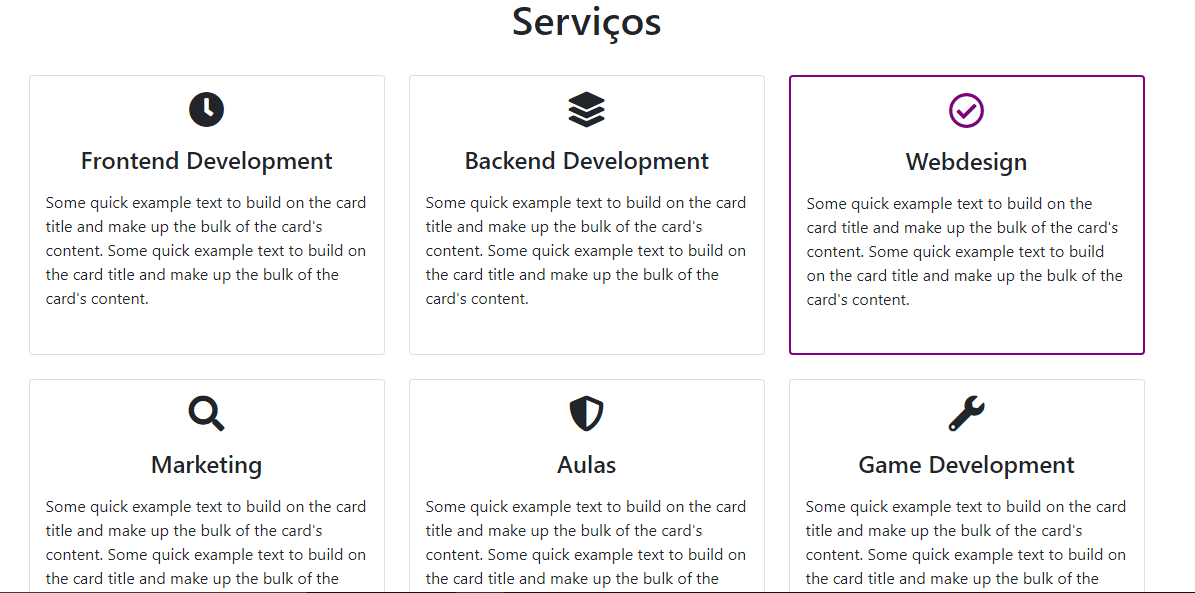 Serviços
Frontend Development
Some quick example text to build on the card
title and make up the bulk of the card's
content. Some quick example text to build on
the card title and make up the bulk of the
card's content.
Backend Development
Some quick example text to build on the card
title and make up the bulk of the card's
content. Some quick example text to build on
the card title and make up the bulk of the
card's content.
Webdesign
Some quick example text to build on the
card title and make up the bulk of the card's
content. Some quick example text to build
on the card title and make up the bulk of the
card's content.
Marketing
Some quick example text to build on the card
title and make up the bulk of the card's
content. Some quick example text to build on
the card title and make up the bulk of the
Aulas
Some quick example text to build on the card
title and make up the bulk of the card's
content. Some quick example text to build on
the card title and make up the bulk of the
Game Development
Some quick example text to build on the card
title and make up the bulk of the card's
content. Some quick example text to build on
the card title and make up the bulk of the